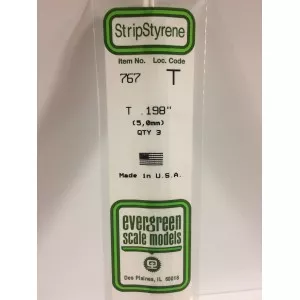 StripStyrene
Item No. Loc. Code
767 T
T .198"
(5,0mm)
QTY 3
Made in U.S.A.
evergreen
scale models
Des Plaines, IL 60018